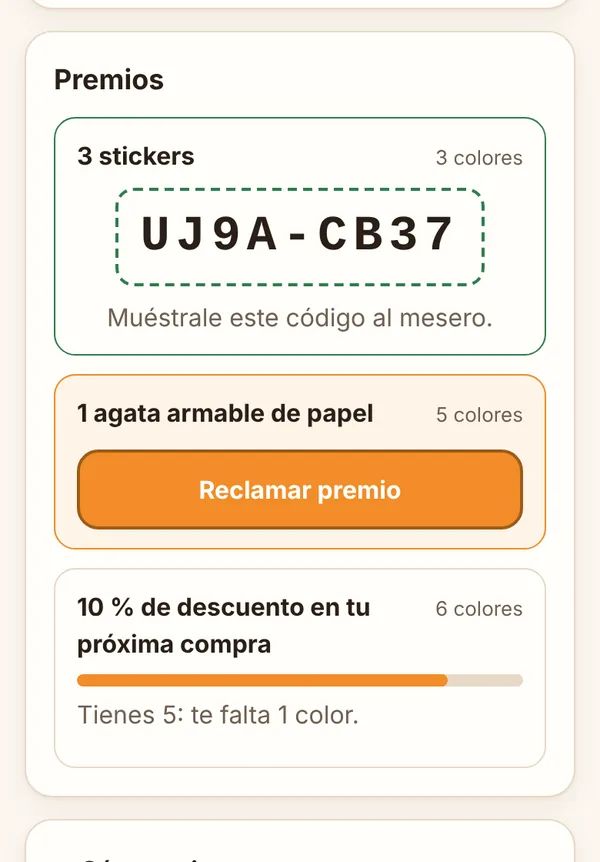 Premios
3 stickers
3 colores
UJ9A-CB37
Muéstrale este código al mesero.
1 agata armable de papel
5 colores
Reclamar premio
10 % de descuento en tu
6 colores
próxima compra
Tienes 5: te falta 1 color.